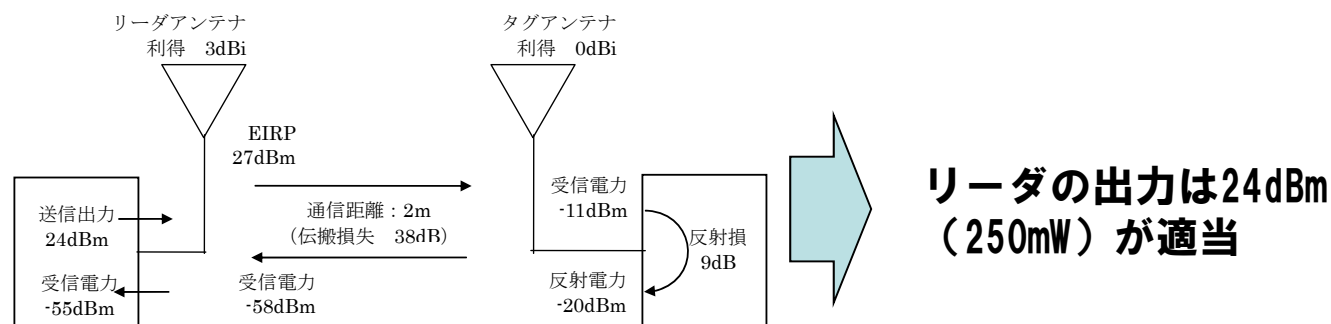 リーダアンテナ
利得　3dBi
タグアンテナ
利得　0dBi
EIRP
27dBm
送信出力
24dBm
受信電力
-55dBm
通信距離：2m
（伝搬損失　38dB）
受信電力
-58dBm
受信電力
-11dBm
反射損
9dB
反射電力
-20dBm
リーダの出力は24dBm
（250mW）が適当